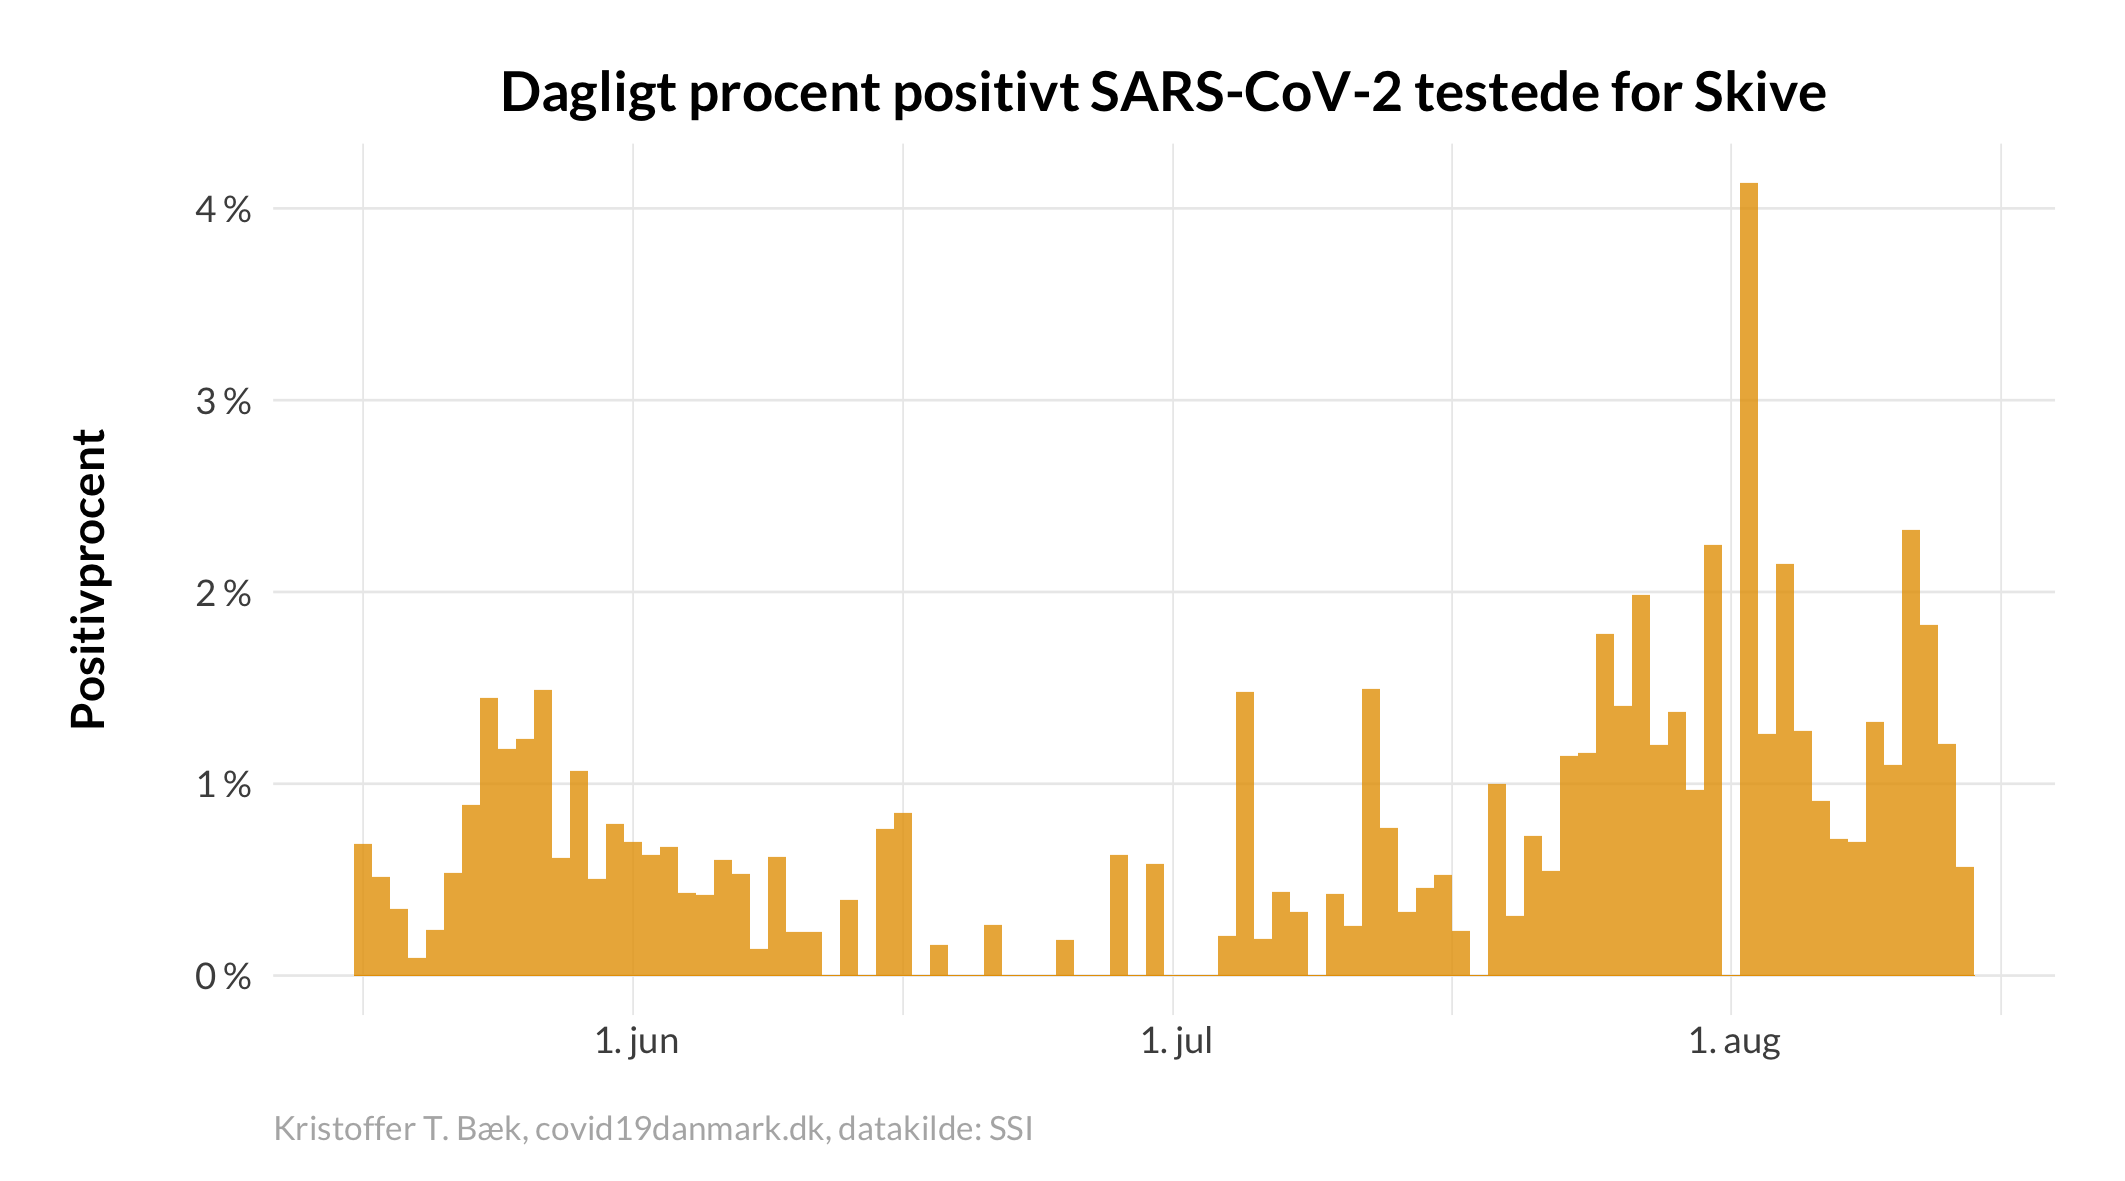 Dagligt procent positivt SARS-CoV-2 testede for Skive
Positivprocent
4 %
3 %
2 %
1 %
0 %
1. jun
1. jul
1. aug
Kristoffer T. Bæk, covid19danmark.dk, datakilde: SSI